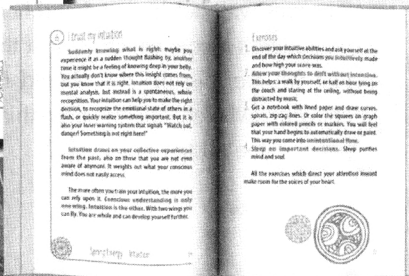 6 I trust my intuition
Suddenly knowing what is right: maybe you
experience it as a sudden thought flashing by, another
time it might be a feeling of knowing deep in your belly.
You actually don't know where this insight comes from,
but you know that it is right. Intuition does not rely on
mental analysis, but instead is a spontaneous, whole
recognition. Your intuition can help you to make the right
decision, to recognize the emotional state of others in a
flash, or quickly realize something important. But it is
also your inner warning system that signals "Watch out,
danger! Something is not right here!"
Intuition draws on your collective experiences
from the past, also on those that you are not even
aware of anymore. It weights out what your conscious
mind does not easily access.
The more often you train your intuition, the more you
can rely upon it. Conscious understanding is only
one wing. Intuition is the other. With two wings you
can fly. You are whole and can develop yourself further.
Intuition
Exercises
1. Discover your intuitive abilities and ask yourself at the
end of the day which decisions you intuitively made
and how high your score was.
2. Allow your thoughts to drift without intention.
This helps a walk by yourself, or half an hour lying on
the couch and staring at the ceiling, without being
distracted by music.
3. Get a notebook with lined paper and draw curves,
spirals, zig zag lines. Or color the squares on graph
paper with colored pencils or markers. You will feel
that your hand begins to automatically draw or paint.
This way you come into unintentional flow.
4. Sleep on important decisions. Sleep purifies
mind and soul.
All the exercises which direct your attention inward
make room for the voices of your heart.